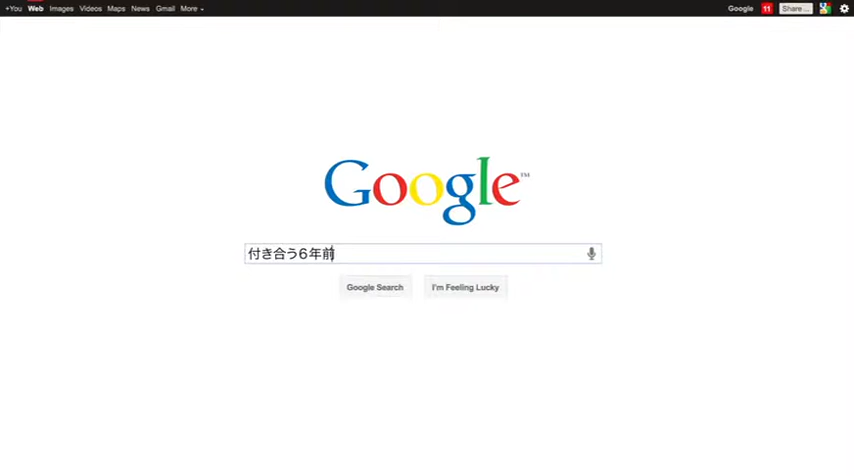 +You Web Images Videos Maps News Gmail More
Google 11 Share...
Google™
付き合う6年前
Google Search I'm Feeling Lucky